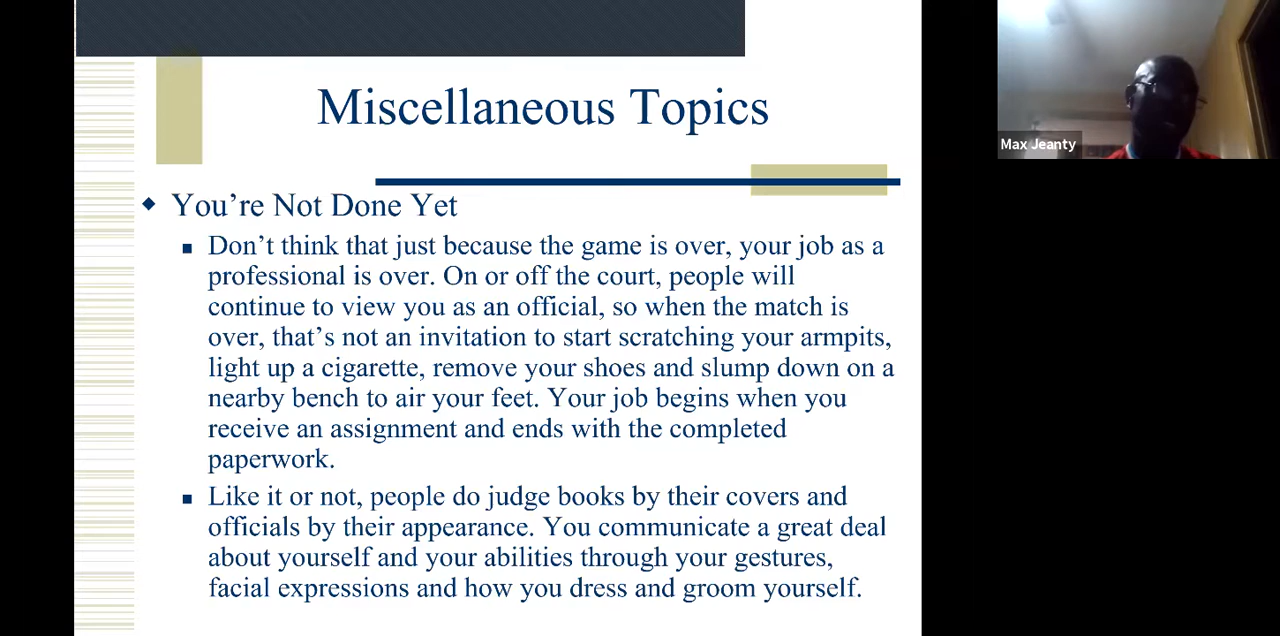 Miscellaneous Topics
Max Jeanty
You’re Not Done Yet
Don’t think that just because the game is over, your job as a
professional is over. On or off the court, people will
continue to view you as an official, so when the match is
over, that’s not an invitation to start scratching your armpits,
light up a cigarette, remove your shoes and slump down on a
nearby bench to air your feet. Your job begins when you
receive an assignment and ends with the completed
paperwork.
Like it or not, people do judge books by their covers and
officials by their appearance. You communicate a great deal
about yourself and your abilities through your gestures,
facial expressions and how you dress and groom yourself.